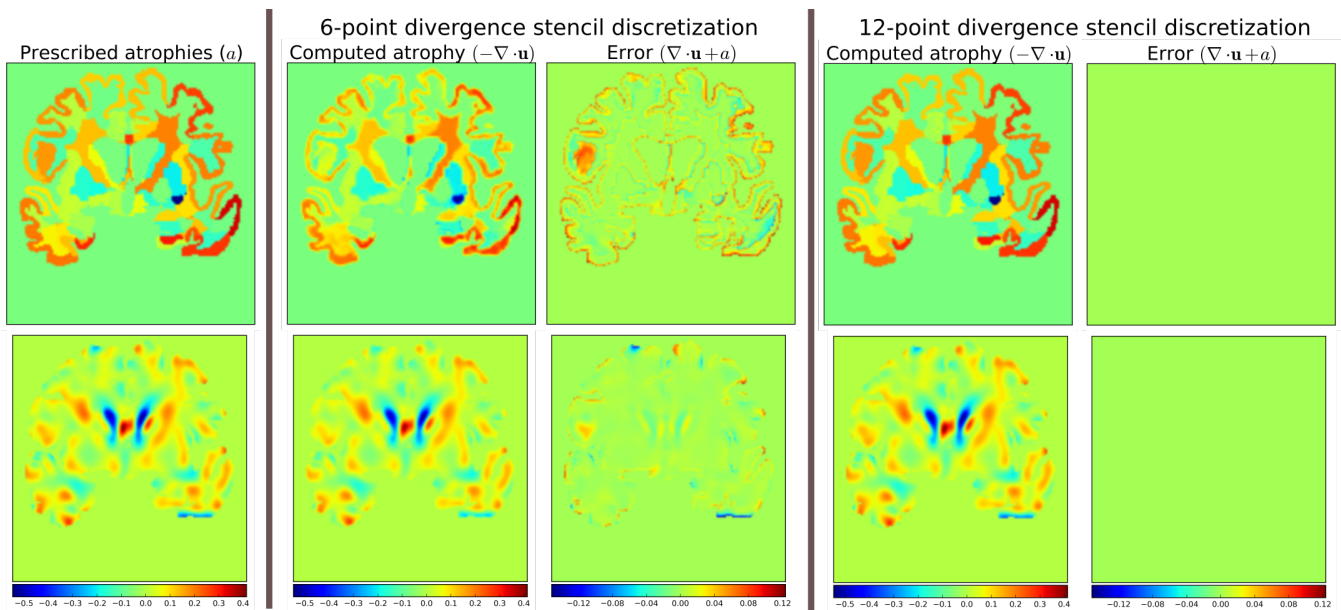 6-point divergence stencil discretization
12-point divergence stencil discretization
Prescribed atrophies (a)
Computed atrophy (−∇·u)
Error (∇·u+a)
Computed atrophy (−∇·u)
Error (∇·u+a)
−0.5 −0.4 −0.3 −0.2 −0.1 0.0 0.1 0.2 0.3 0.4
−0.5 −0.4 −0.3 −0.2 −0.1 0.0 0.1 0.2 0.3 0.4
−0.12 −0.08 −0.04 0.00 0.04 0.08 0.12
−0.5 −0.4 −0.3 −0.2 −0.1 0.0 0.1 0.2 0.3 0.4
−0.12 −0.08 −0.04 0.00 0.04 0.08